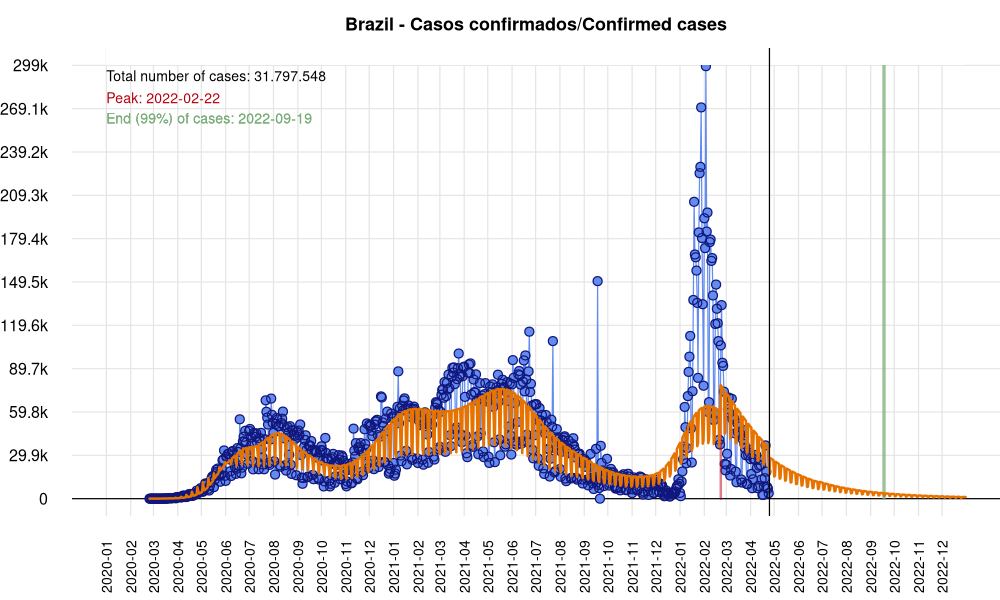 Brazil - Casos confirmados/Confirmed cases
299k
Total number of cases: 31.797.548
Peak: 2022-02-22
269.1k
End (99%) of cases: 2022-09-19
239.2k
209.3k
179.4k
149.5k
119.6k
89.7k
59.8k
29.9k
0
2020-01
2020-02
2020-03
2020-04
2020-05
2020-06
2020-07
2020-08
2020-09
2020-10
2020-11
2020-12
2021-01
2021-02
2021-03
2021-04
2021-05
2021-06
2021-07
2021-08
2021-09
2021-10
2021-11
2021-12
2022-01
2022-02
2022-03
2022-04
2022-05
2022-06
2022-07
2022-08
2022-09
2022-10
2022-11
2022-12